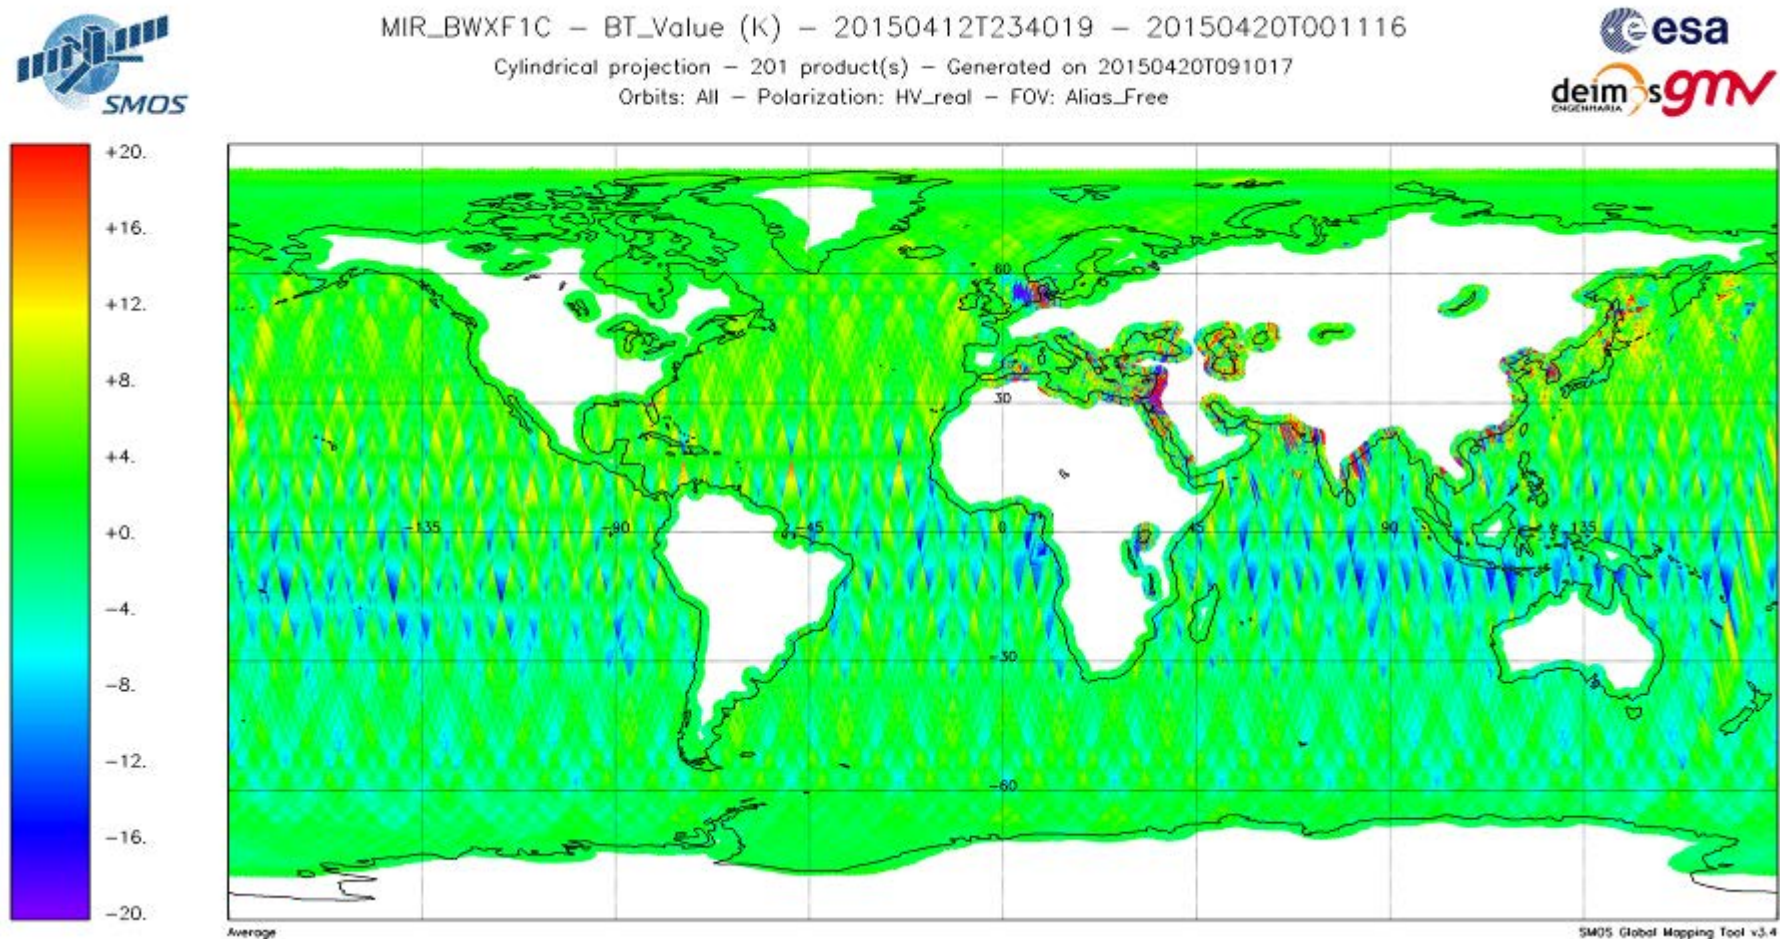 MIR_BWXF1C – BT_Value (K) – 20150412T234019 – 20150420T001116
Cylindrical projection – 201 product(s) – Generated on 20150420T091017
Orbits: All – Polarization: HV_real – FOV: Alias_Free
SMOS
esa
deimos
ENGENHARIA
gmv
+20.
+16.
+12.
+8.
+4.
+0.
−4.
−8.
−12.
−16.
−20.
60
30
−135 −90 −45 0 45 90 135
−30
−60
Average
SMOS Global Mapping Tool v3.4